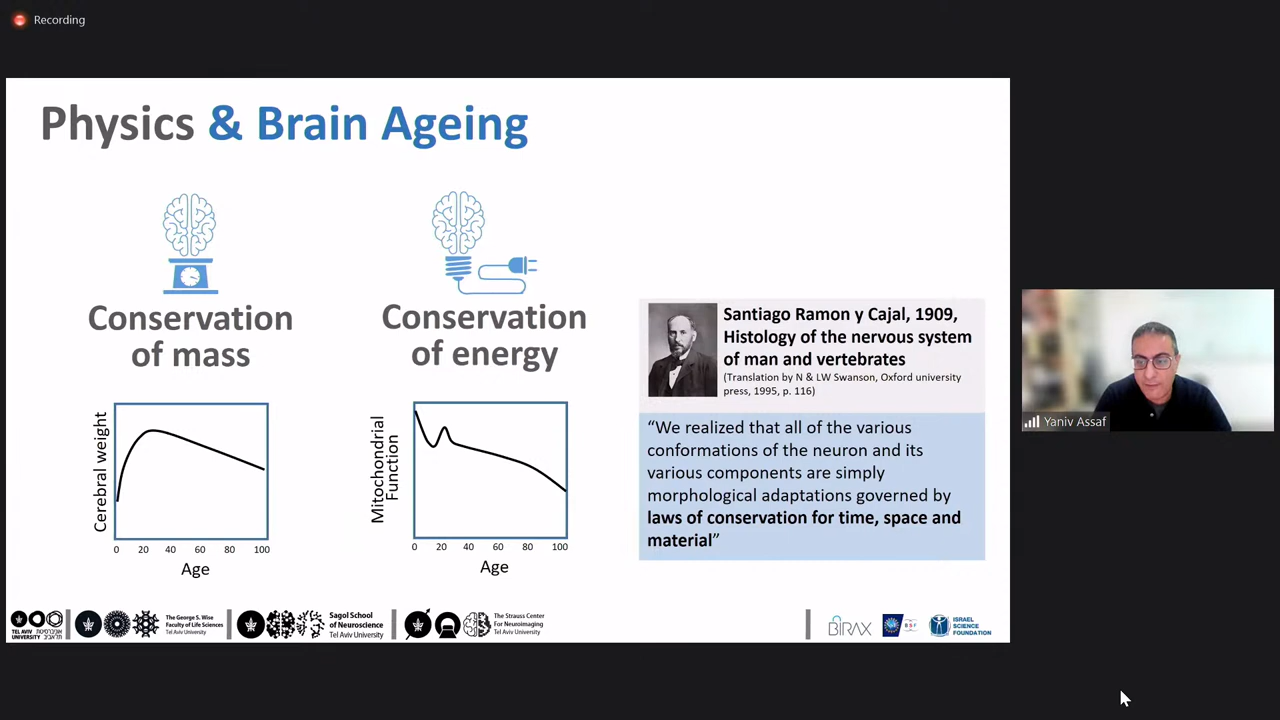 Recording
Physics & Brain Ageing
Conservation
of mass
Conservation
of energy
Cerebral weight
0 20 40 60 80 100
Age
Mitochondrial
Function
0 20 40 60 80 100
Age
Santiago Ramon y Cajal, 1909,
Histology of the nervous system
of man and vertebrates
(Translation by N & LW Swanson, Oxford university
press, 1995, p. 116)
“We realized that all of the various
conformations of the neuron and its
various components are simply
morphological adaptations governed by
laws of conservation for time, space and
material”
Yaniv Assaf
TEL AVIV UNIVERSITY
אוניברסיטת תל אביב
The George S. Wise
Faculty of Life Sciences
Tel Aviv University
Sagol School
of Neuroscience
Tel Aviv University
The Strauss Center
For Neuroimaging
Tel Aviv University
BIRAX
BSF
ISRAEL
SCIENCE
FOUNDATION